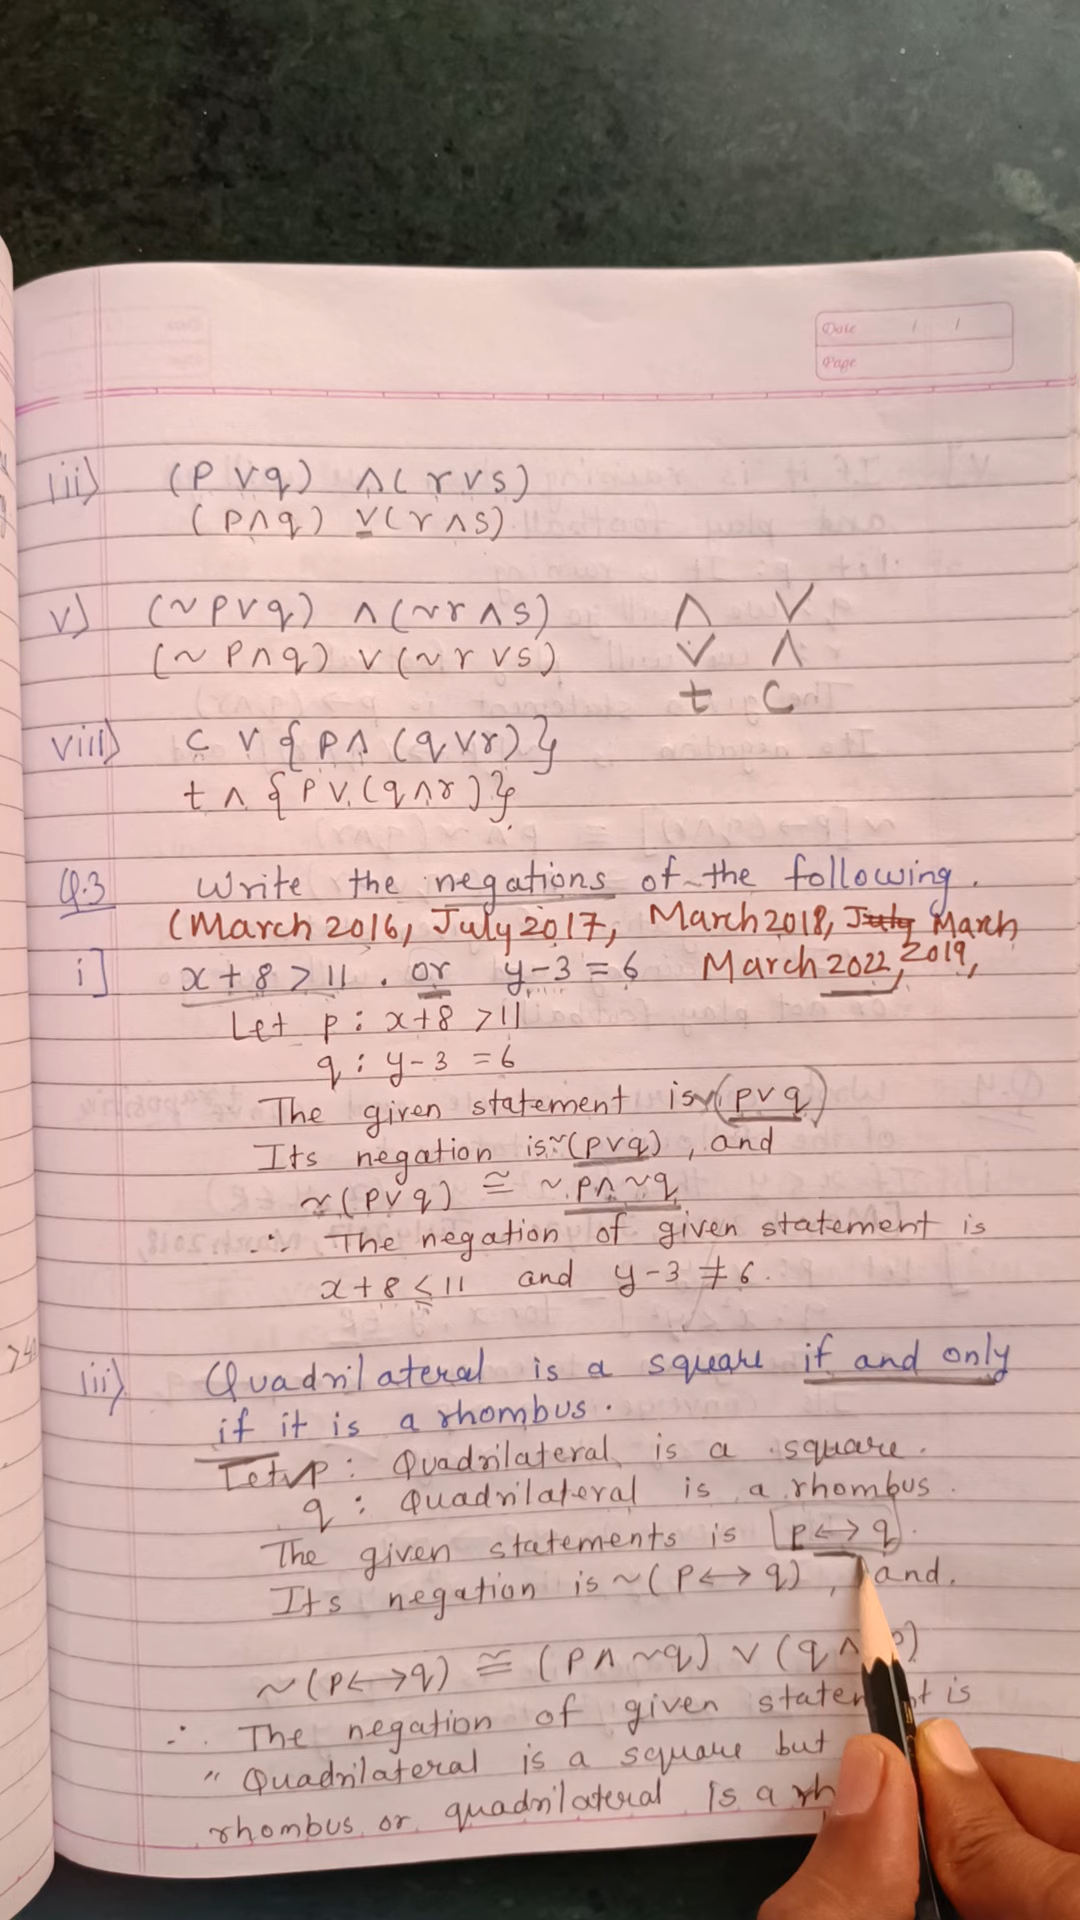 Date / /
Page
iii) (p ∨ q) ∧ (r ∨ s)
(p ∧ q) ∨ (r ∧ s)
v) (~p ∨ q) ∧ (~r ∧ s) ∧ ∨
(~p ∧ q) ∨ (~r ∨ s) ∨ ∧
t c
viii) c ∨ {p ∧ (q ∨ r)}
t ∧ {p ∨ (q ∧ r)}
Q.3 Write the negations of the following.
(March 2016, July 2017, March 2018, July March
2019,
i] x + 8 > 11 . or y - 3 = 6 March 2022,
Let p : x + 8 > 11
q : y - 3 = 6
The given statement is (p ∨ q)
Its negation is ~(p ∨ q) , and
~(p ∨ q) ≅ ~p ∧ ~q
∴ The negation of given statement is
x + 8 ≤ 11 and y - 3 ≠ 6.
iii) Quadrilateral is a square if and only
if it is a rhombus.
Let p : Quadrilateral is a square.
q : Quadrilateral is a rhombus.
The given statements is p ↔ q.
Its negation is ~(p ↔ q) , and.
~(p ↔ q) ≅ (p ∧ ~q) ∨ (q ∧ p)
∴ The negation of given is
" Quadrilateral is a square but
rhombus or quadrilateral is a